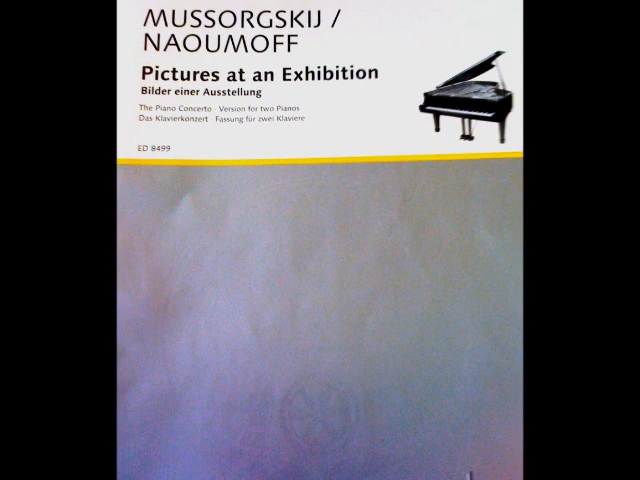 MUSSORGSKIJ /
NAOUMOFF
Pictures at an Exhibition
Bilder einer Ausstellung
The Piano Concerto · Version for two Pianos
Das Klavierkonzert · Fassung für zwei Klaviere
ED 8499